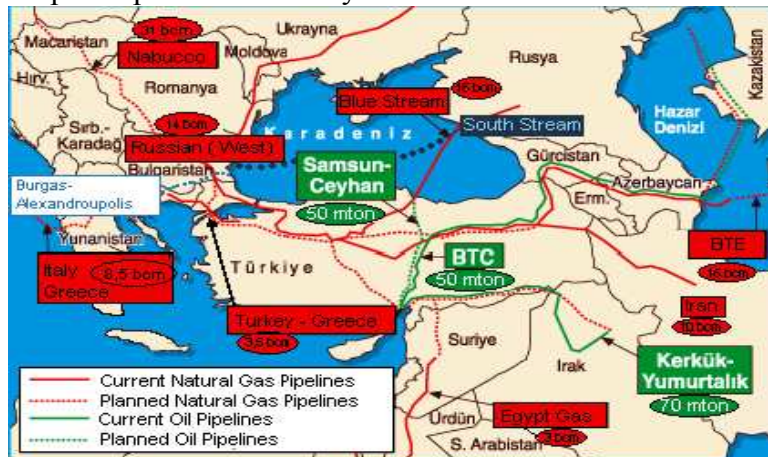 31 bcm
Macaristan
Nabucco
Ukrayna
Moldova
Hırv.
Romanya
Rusya
Kazakistan
16 bcm
Blue Stream
Hazar
Denizi
14 bcm
Sırb.-
Karadağ
Russian (West)
Karadeniz
South Stream
Bulgaristan
Samsun-
Ceyhan
Gürcistan
Burgas-
Alexandroupolis
50 mton
Azerbaycan
Erm.
Yunanistan
BTC
50 mton
BTE
16 bcm
Italy
Greece
8,5 bcm
Türkiye
Iran
10 bcm
Turkey - Greece
3,5 bcm
Suriye
Irak
Kerkük-
Yumurtalık
70 mton
Current Natural Gas Pipelines
Planned Natural Gas Pipelines
Current Oil Pipelines
Planned Oil Pipelines
Ürdün
Egypt Gas
S. Arabistan